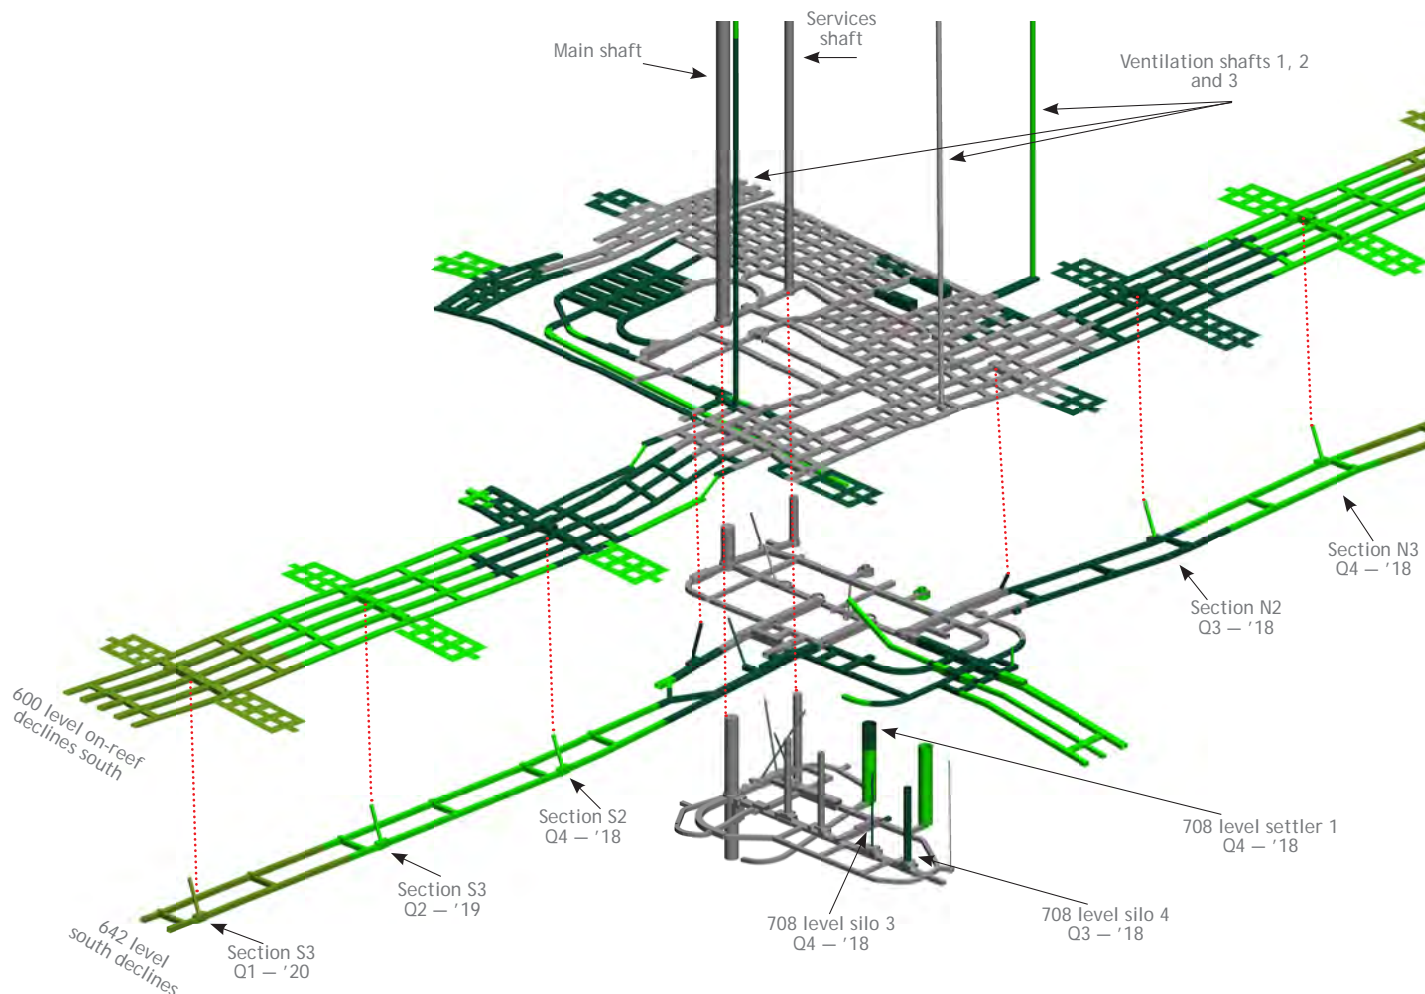 Services
shaft
Main shaft
Ventilation shafts 1, 2
and 3
Section N3
Q4 — '18
Section N2
Q3 — '18
600 level on-reef
declines south
Section S2
Q4 — '18
708 level settler 1
Q4 — '18
Section S3
Q2 — '19
708 level silo 3
Q4 — '18
708 level silo 4
Q3 — '18
642 level
south declines
Section S3
Q1 — '20